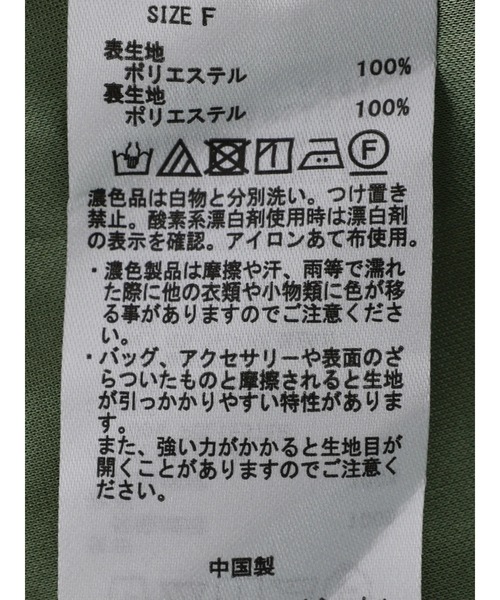 SIZE F
表生地
ポリエステル 100%
裏生地
ポリエステル 100%
F
濃色品は白物と分別洗い。つけ置き
禁止。酸素系漂白剤使用時は漂白剤
の表示を確認。アイロンあて布使用。
・濃色製品は摩擦や汗、雨等で濡れ
た際に他の衣類や小物類に色が移
る事がありますのでご注意くださ
い。
・バッグ、アクセサリーや表面のざ
らついたものと摩擦されると生地
が引っかかりやすい特性がありま
す。
また、強い力がかかると生地目が
開くことがありますのでご注意く
ださい。
中国製